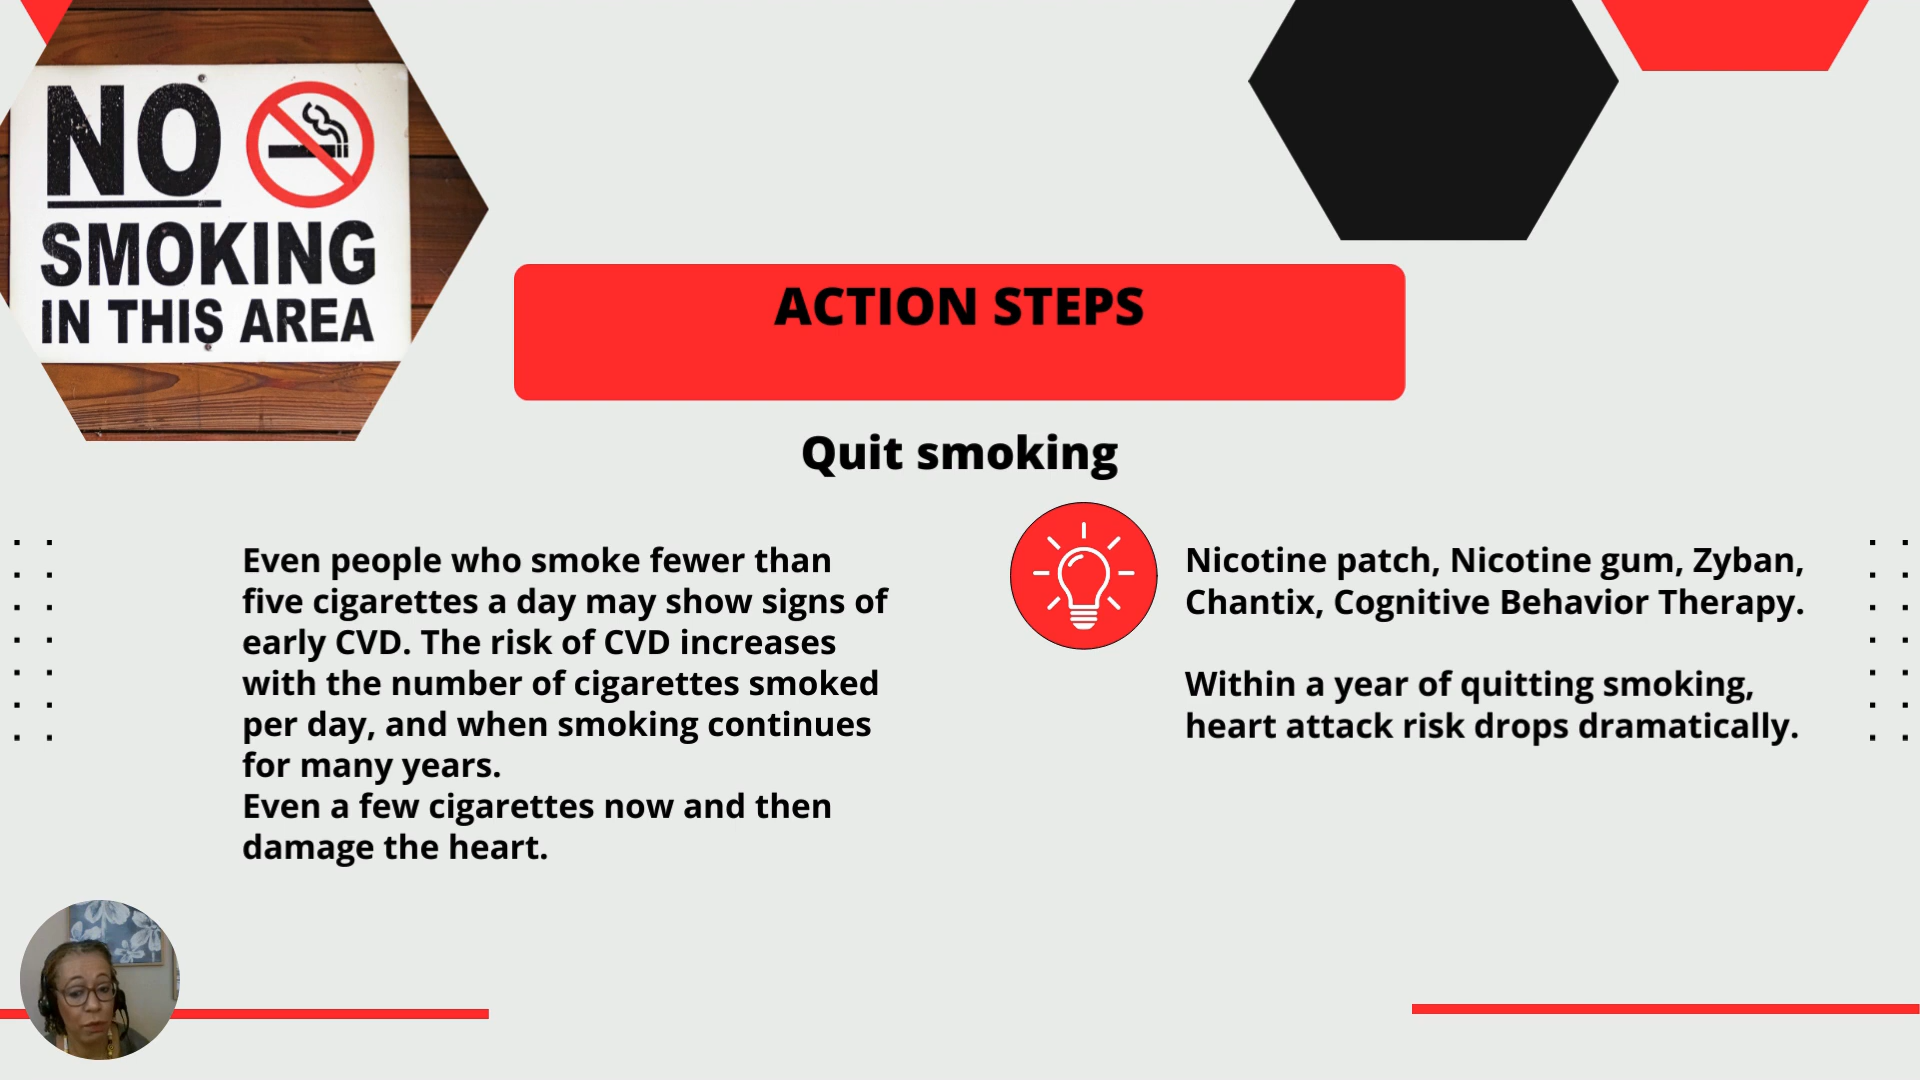 NO
SMOKING
IN THIS AREA
ACTION STEPS
Quit smoking
Even people who smoke fewer than
five cigarettes a day may show signs of
early CVD. The risk of CVD increases
with the number of cigarettes smoked
per day, and when smoking continues
for many years.
Even a few cigarettes now and then
damage the heart.
Nicotine patch, Nicotine gum, Zyban,
Chantix, Cognitive Behavior Therapy.
Within a year of quitting smoking,
heart attack risk drops dramatically.